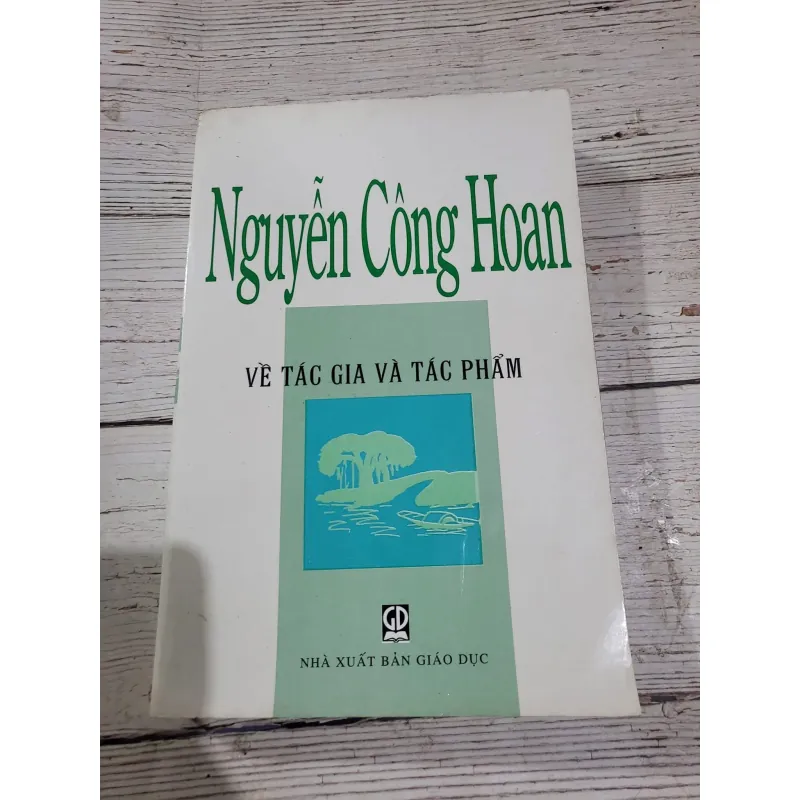 Nguyễn Công Hoan
VỀ TÁC GIA VÀ TÁC PHẨM
GD
NHÀ XUẤT BẢN GIÁO DỤC